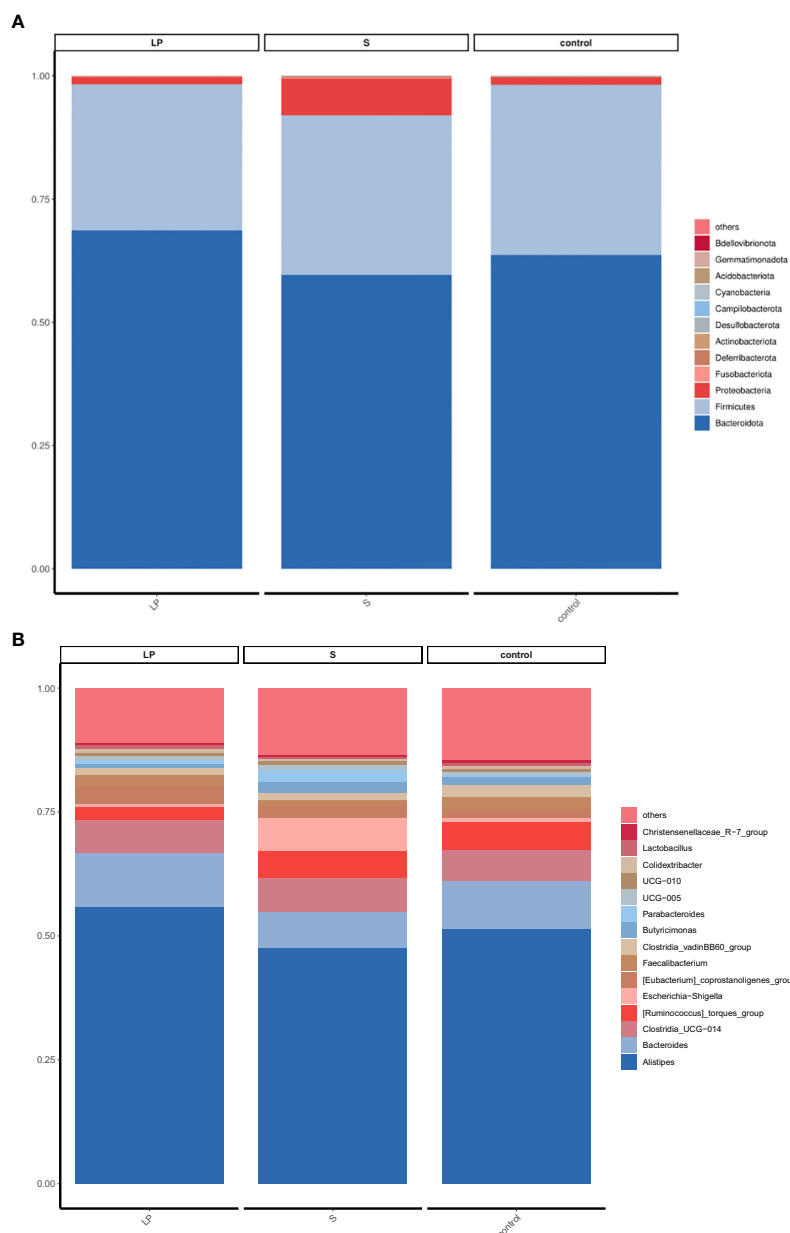 A
LP S control
1.00
0.75
0.50
0.25
0.00
LP S control
others
Bdellovibrionota
Gemmatimonadota
Acidobacteriota
Cyanobacteria
Campilobacterota
Desulfobacterota
Actinobacteriota
Deferribacterota
Fusobacteriota
Proteobacteria
Firmicutes
Bacteroidota
B
LP S control
1.00
0.75
0.50
0.25
0.00
LP S control
others
Christensenellaceae_R−7_group
Lactobacillus
Colidextribacter
UCG−010
UCG−005
Parabacteroides
Butyricimonas
Clostridia_vadinBB60_group
Faecalibacterium
[Eubacterium]_coprostanoligenes_grou
Escherichia−Shigella
[Ruminococcus]_torques_group
Clostridia_UCG−014
Bacteroides
Alistipes